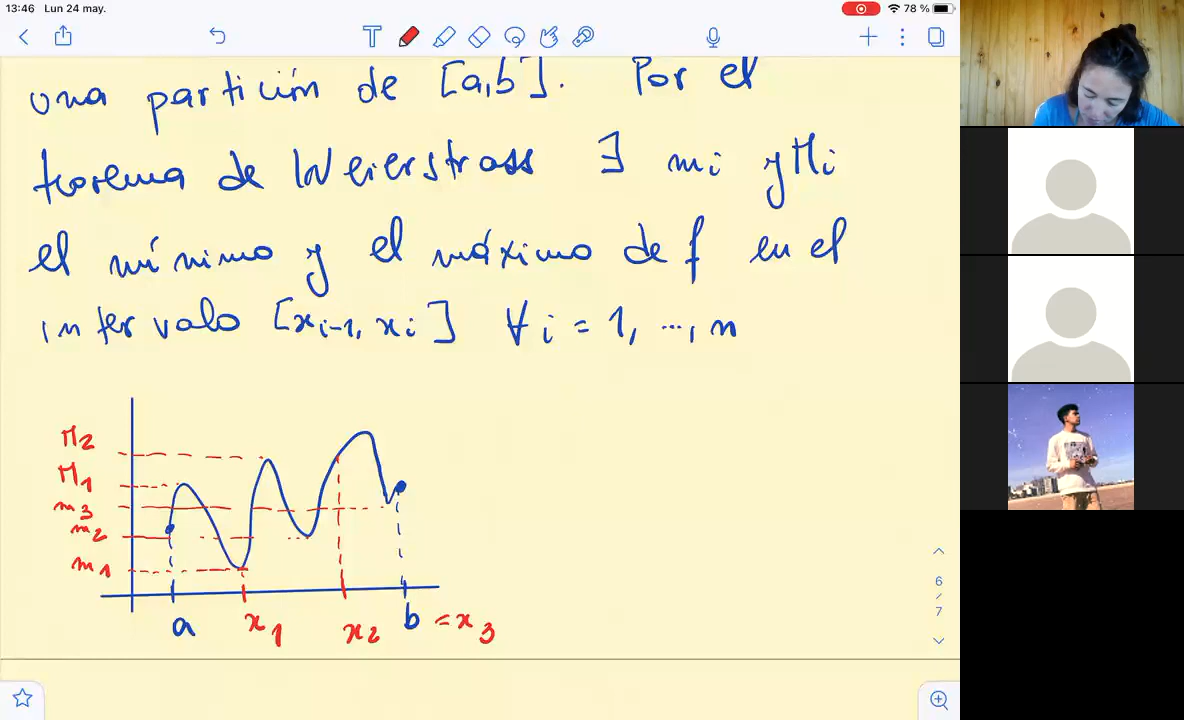 13:46 Lun 24 may. 78 %
T
una partición de [a,b]. Por el
teorema de Weierstrass ∃ mi y Mi
el mínimo y el máximo de f en el
intervalo [xi-1, xi] ∀ i = 1, ..., n
M2
M1
m3
m2
m1
a x1 x2 b = x3
6
/
7